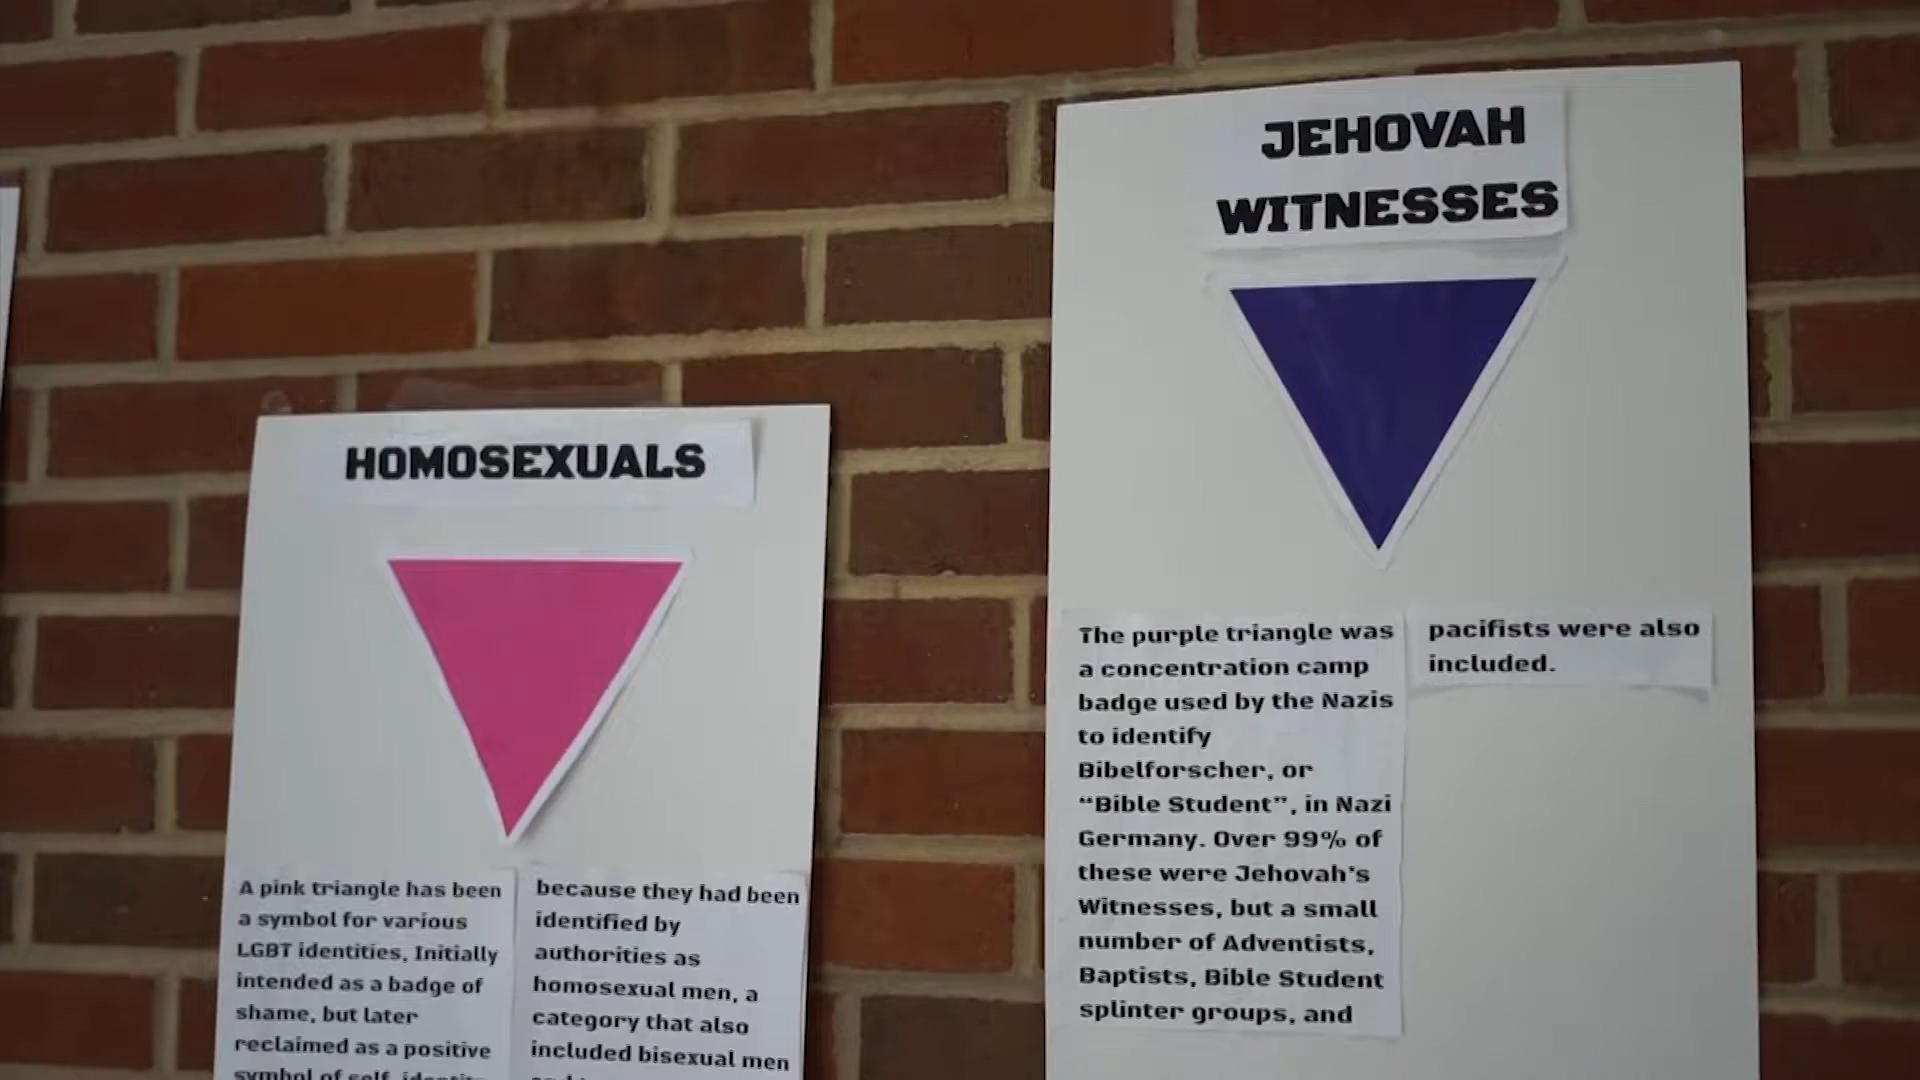 HOMOSEXUALS
A pink triangle has been
a symbol for various
LGBT identities, Initially
intended as a badge of
shame, but later
reclaimed as a positive
symbol of self
because they had been
identified by
authorities as
homosexual men, a
category that also
included bisexual men
JEHOVAH
WITNESSES
The purple triangle was
a concentration camp
badge used by the Nazis
to identify
Bibelforscher, or
“Bible Student”, in Nazi
Germany. Over 99% of
these were Jehovah's
Witnesses, but a small
number of Adventists,
Baptists, Bible Student
splinter groups, and
pacifists were also
included.